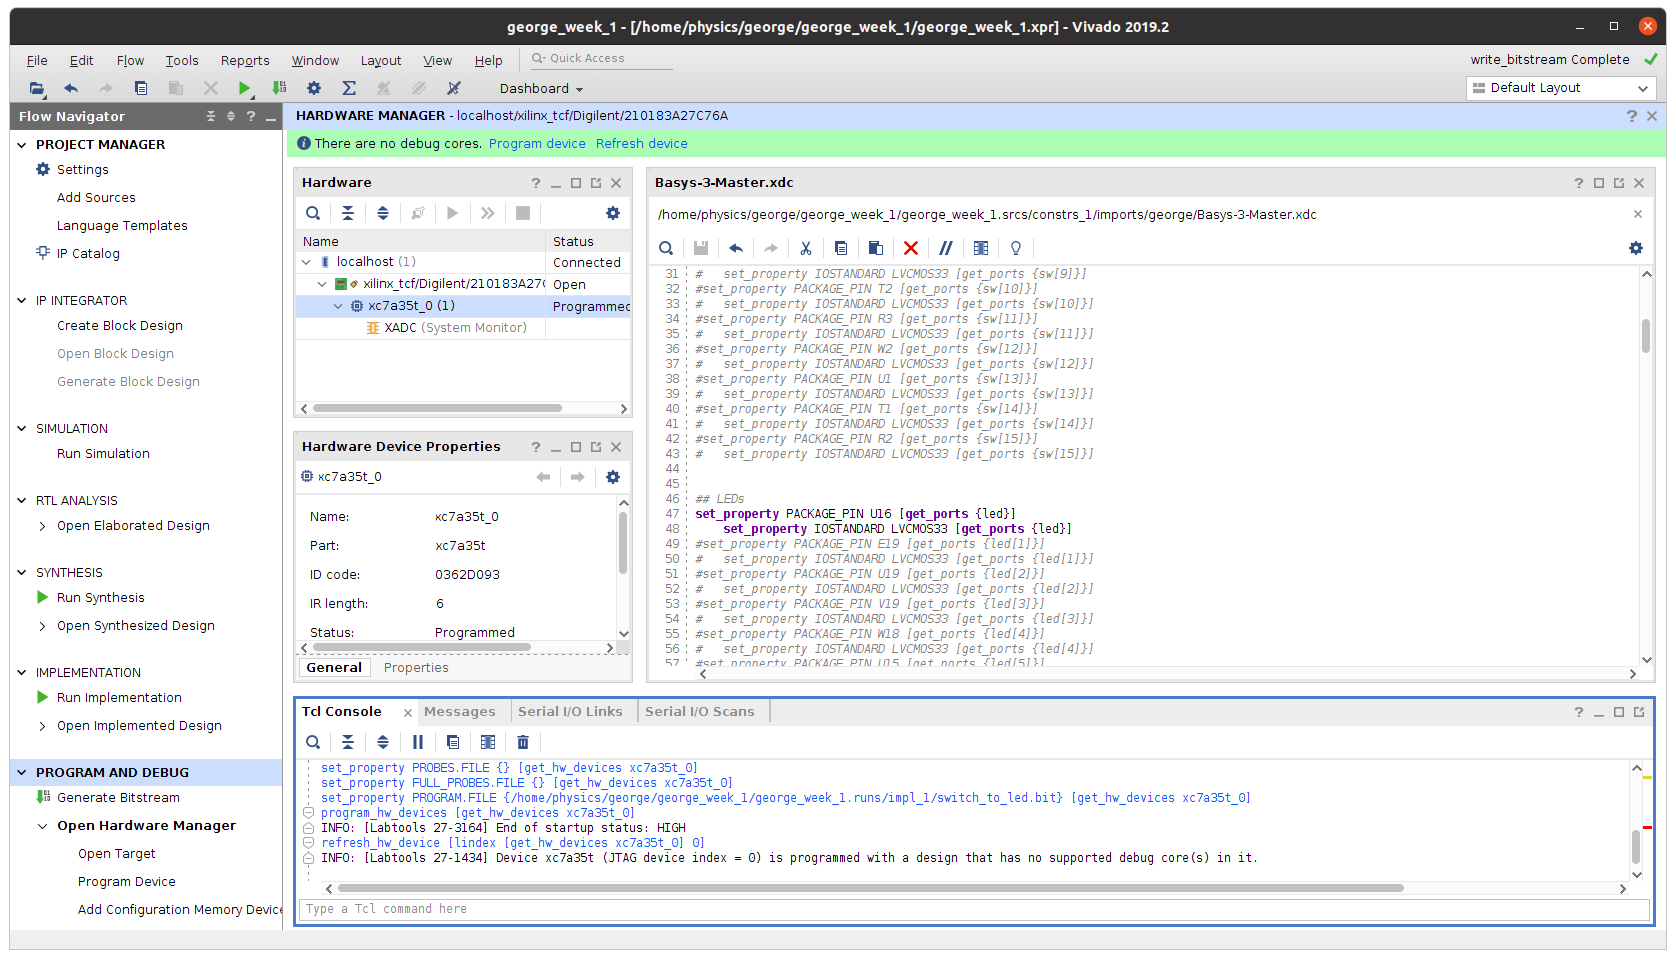 george_week_1 - [/home/physics/george/george_week_1/george_week_1.xpr] - Vivado 2019.2
File Edit Flow Tools Reports Window Layout View Help Quick Access
write_bitstream Complete
Dashboard
Default Layout
Flow Navigator
PROJECT MANAGER
Settings
Add Sources
Language Templates
IP Catalog
IP INTEGRATOR
Create Block Design
Open Block Design
Generate Block Design
SIMULATION
Run Simulation
RTL ANALYSIS
Open Elaborated Design
SYNTHESIS
Run Synthesis
Open Synthesized Design
IMPLEMENTATION
Run Implementation
Open Implemented Design
PROGRAM AND DEBUG
Generate Bitstream
Open Hardware Manager
Open Target
Program Device
Add Configuration Memory Device
HARDWARE MANAGER - localhost/xilinx_tcf/Digilent/210183A27C76A
There are no debug cores. Program device Refresh device
Hardware
Name Status
localhost (1) Connected
xilinx_tcf/Digilent/210183A27C Open
xc7a35t_0 (1) Programmed
XADC (System Monitor)
Hardware Device Properties
xc7a35t_0
Name: xc7a35t_0
Part: xc7a35t
ID code: 0362D093
IR length: 6
Status: Programmed
General Properties
Basys-3-Master.xdc
/home/physics/george/george_week_1/george_week_1.srcs/constrs_1/imports/george/Basys-3-Master.xdc
31 # set_property IOSTANDARD LVCMOS33 [get_ports {sw[9]}]
32 #set_property PACKAGE_PIN T2 [get_ports {sw[10]}]
33 # set_property IOSTANDARD LVCMOS33 [get_ports {sw[10]}]
34 #set_property PACKAGE_PIN R3 [get_ports {sw[11]}]
35 # set_property IOSTANDARD LVCMOS33 [get_ports {sw[11]}]
36 #set_property PACKAGE_PIN W2 [get_ports {sw[12]}]
37 # set_property IOSTANDARD LVCMOS33 [get_ports {sw[12]}]
38 #set_property PACKAGE_PIN U1 [get_ports {sw[13]}]
39 # set_property IOSTANDARD LVCMOS33 [get_ports {sw[13]}]
40 #set_property PACKAGE_PIN T1 [get_ports {sw[14]}]
41 # set_property IOSTANDARD LVCMOS33 [get_ports {sw[14]}]
42 #set_property PACKAGE_PIN R2 [get_ports {sw[15]}]
43 # set_property IOSTANDARD LVCMOS33 [get_ports {sw[15]}]
44
45
46 ## LEDs
47 set_property PACKAGE_PIN U16 [get_ports {led}]
48 set_property IOSTANDARD LVCMOS33 [get_ports {led}]
49 #set_property PACKAGE_PIN E19 [get_ports {led[1]}]
50 # set_property IOSTANDARD LVCMOS33 [get_ports {led[1]}]
51 #set_property PACKAGE_PIN U19 [get_ports {led[2]}]
52 # set_property IOSTANDARD LVCMOS33 [get_ports {led[2]}]
53 #set_property PACKAGE_PIN V19 [get_ports {led[3]}]
54 # set_property IOSTANDARD LVCMOS33 [get_ports {led[3]}]
55 #set_property PACKAGE_PIN W18 [get_ports {led[4]}]
56 # set_property IOSTANDARD LVCMOS33 [get_ports {led[4]}]
57 #set_property PACKAGE_PIN U15 [get_ports {led[5]}]
Tcl Console Messages Serial I/O Links Serial I/O Scans
set_property PROBES.FILE {} [get_hw_devices xc7a35t_0]
set_property FULL_PROBES.FILE {} [get_hw_devices xc7a35t_0]
set_property PROGRAM.FILE {/home/physics/george/george_week_1/george_week_1.runs/impl_1/switch_to_led.bit} [get_hw_devices xc7a35t_0]
program_hw_devices [get_hw_devices xc7a35t_0]
INFO: [Labtools 27-3164] End of startup status: HIGH
refresh_hw_device [lindex [get_hw_devices xc7a35t_0] 0]
INFO: [Labtools 27-1434] Device xc7a35t (JTAG device index = 0) is programmed with a design that has no supported debug core(s) in it.
Type a Tcl command here